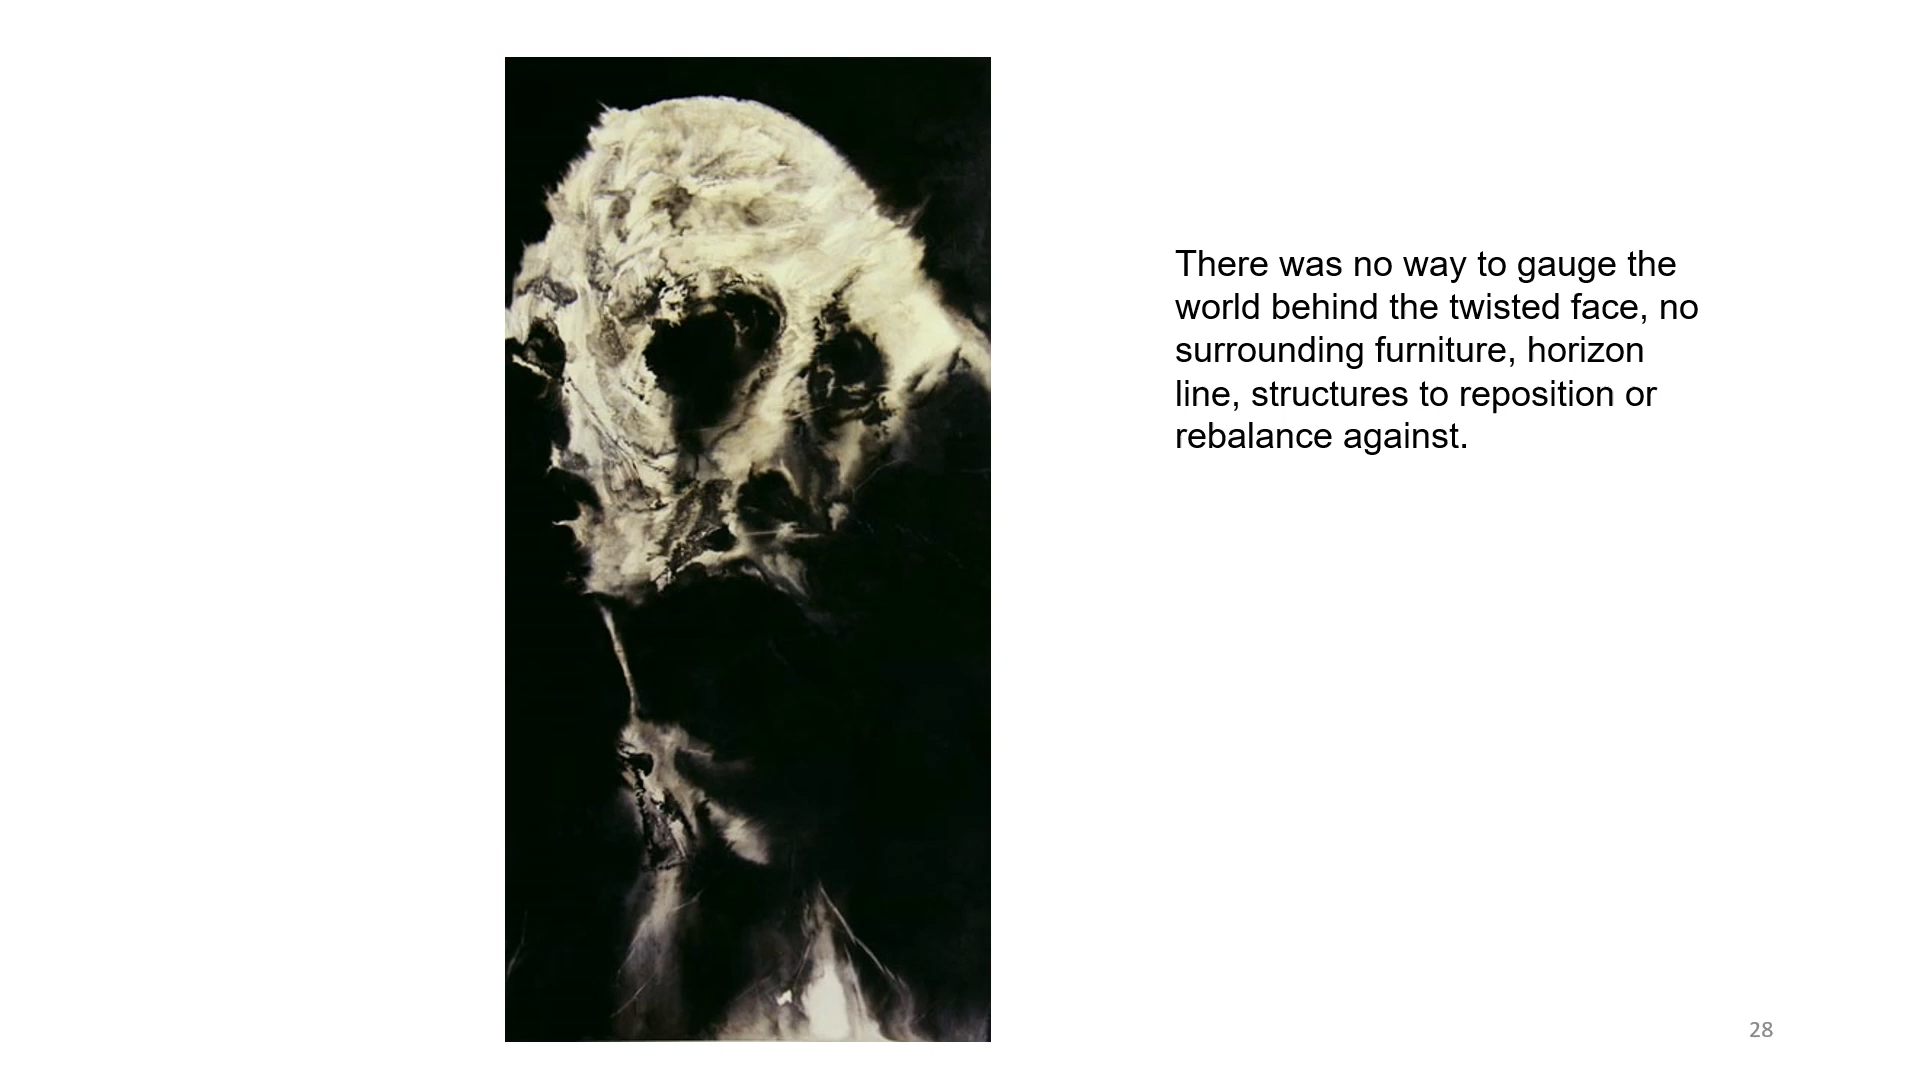 There was no way to gauge the
world behind the twisted face, no
surrounding furniture, horizon
line, structures to reposition or
rebalance against.
28